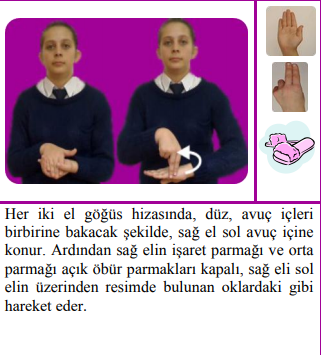 Her iki el göğüs hizasında, düz, avuç içleri
birbirine bakacak şekilde, sağ el sol avuç içine
konur. Ardından sağ elin işaret parmağı ve orta
parmağı açık öbür parmakları kapalı, sağ eli sol
elin üzerinden resimde bulunan oklardaki gibi
hareket eder.